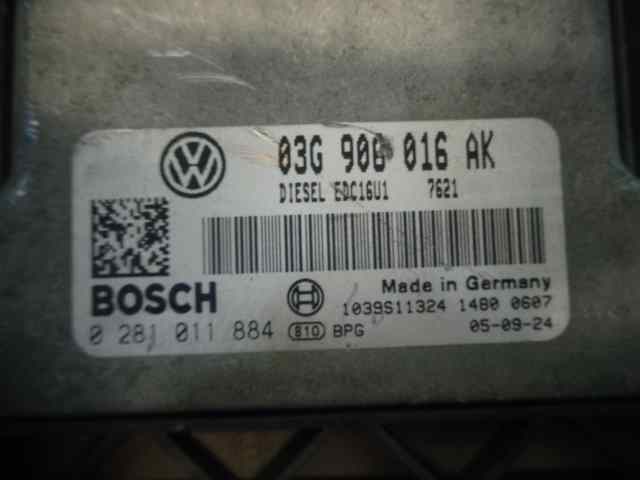 VW
03G 906 016 AK
DIESEL EDC16U1 7621
BOSCH
Made in Germany
1039S11324 1480 0607
0 281 011 884 810 BPG 05-09-24